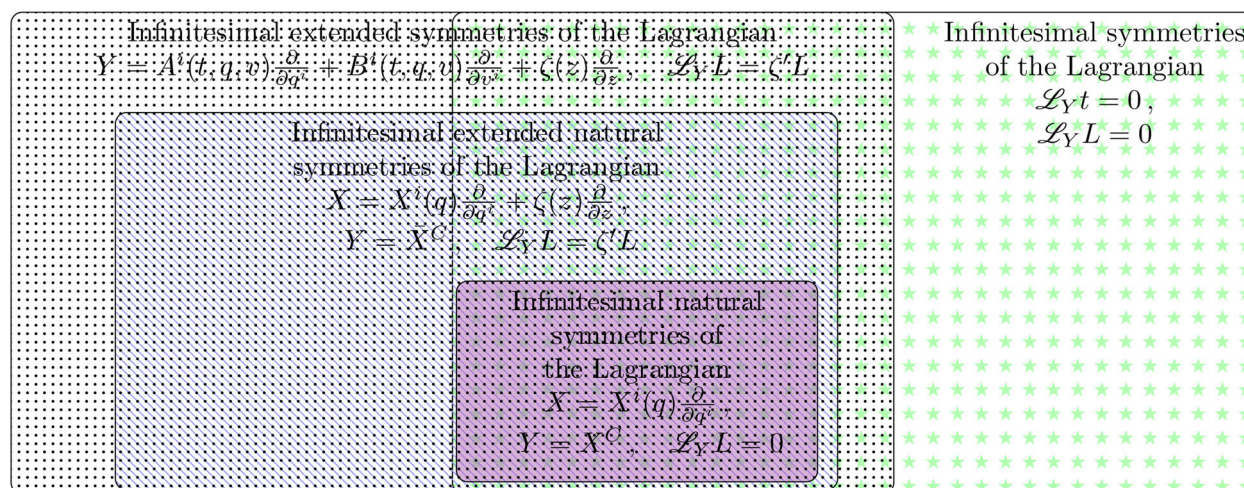 Infinitesimal extended symmetries of the Lagrangian
Y = A^i(t, q, v) ∂/∂q^i + B^i(t, q, v) ∂/∂v^i + ζ(z) ∂/∂z , ℒ_Y L = ζ′L
Infinitesimal symmetries
of the Lagrangian
ℒ_Y t = 0 ,
ℒ_Y L = 0
Infinitesimal extended natural
symmetries of the Lagrangian
X = X^i(q) ∂/∂q^i + ζ(z) ∂/∂z ,
Y = X̄^C , ℒ_Y L = ζ′L
Infinitesimal natural
symmetries of
the Lagrangian
X = X^i(q) ∂/∂q^i ,
Y = X^C , ℒ_Y L = 0